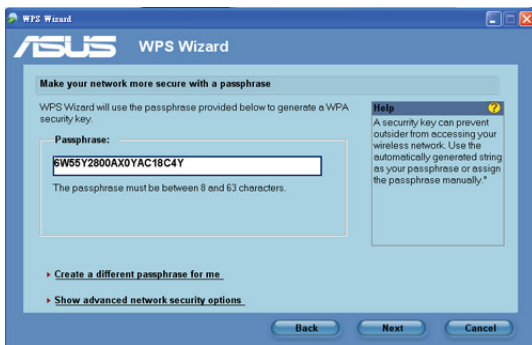 WPS Wizard
ASUS WPS Wizard
Make your network more secure with a passphrase
WPS Wizard will use the passphrase provided below to generate a WPA
security key.
Passphrase:
6W55Y2800AX0YAC18C4Y
The passphrase must be between 8 and 63 characters.
Help
A security key can prevent
outsider from accessing your
wireless network. Use the
automatically generated string
as your passphrase or assign
the passphrase manually."
Create a different passphrase for me
Show advanced network security options
Back Next Cancel